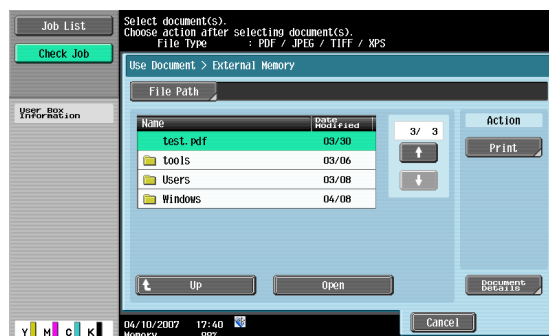 Job List
Check Job
User Box
Information
Select document(s).
Choose action after selecting document(s).
File Type : PDF / JPEG / TIFF / XPS
Use Document > External Memory
File Path
Name Date Modified
test.pdf 03/30
tools 03/06
Users 03/08
Windows 04/08
3/ 3
Action
Print
Up
Open
Document
Details
Y M C K
04/10/2007 17:40
Memory 99%
Cancel